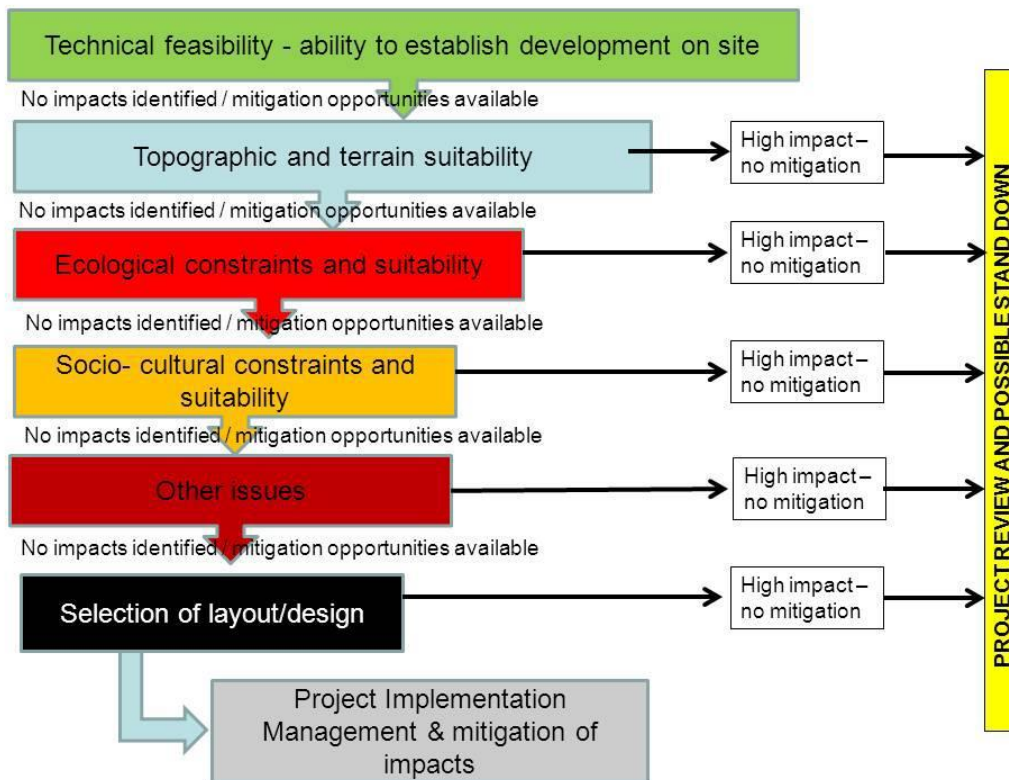 Technical feasibility - ability to establish development on site
No impacts identified / mitigation opportunities available
Topographic and terrain suitability
High impact –
no mitigation
No impacts identified / mitigation opportunities available
Ecological constraints and suitability
High impact –
no mitigation
No impacts identified / mitigation opportunities available
Socio- cultural constraints and
suitability
High impact –
no mitigation
No impacts identified / mitigation opportunities available
Other issues
High impact –
no mitigation
No impacts identified / mitigation opportunities available
Selection of layout/design
High impact –
no mitigation
Project Implementation
Management & mitigation of
impacts
PROJECT REVIEW AND POSSIBLE STAND DOWN